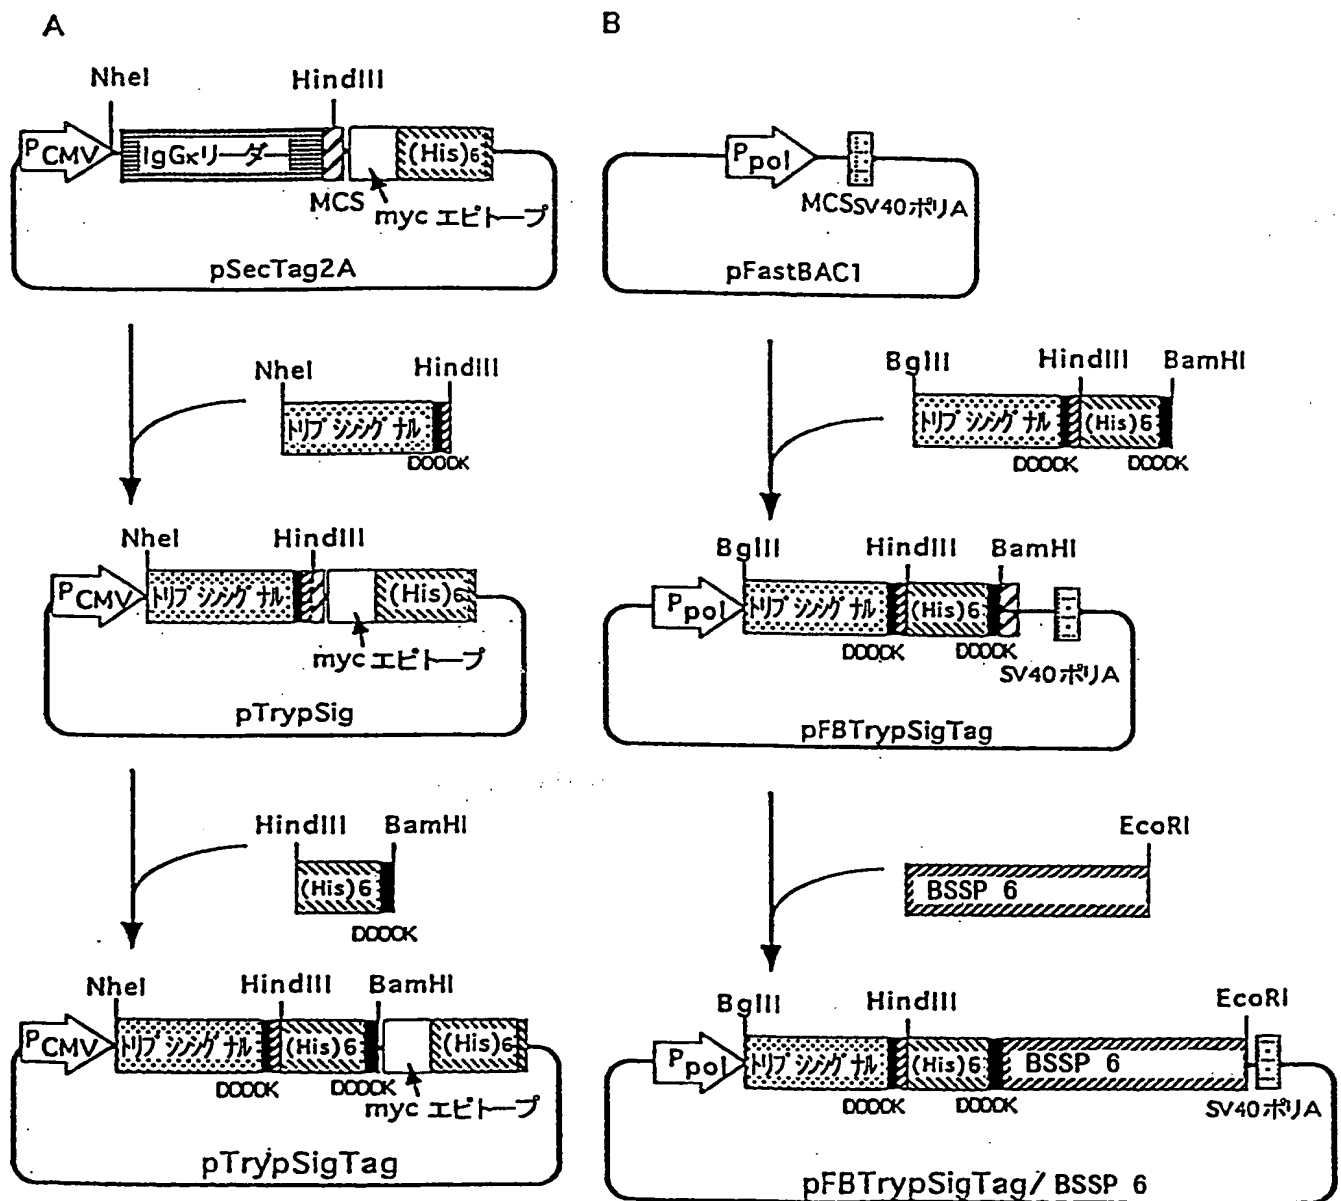 A
NheI
HindIII
PCMV
IgGκリーダー
(His)6
MCS
myc エピトープ
pSecTag2A
NheI
HindIII
トリプシンシグナル
DDDDK
NheI
HindIII
PCMV
トリプシンシグナル
(His)6
myc エピトープ
pTrypSig
HindIII
BamHI
(His)6
DDDDK
NheI
HindIII
BamHI
PCMV
トリプシンシグナル
(His)6
(His)6
DDDDK
DDDDK
myc エピトープ
pTrypSigTag
B
Ppol
MCS
SV40ポリA
pFastBAC1
BglII
HindIII
BamHI
トリプシンシグナル
(His)6
DDDDK
DDDDK
BglII
HindIII
BamHI
Ppol
トリプシンシグナル
(His)6
DDDDK
DDDDK
SV40ポリA
pFBTrypSigTag
EcoRI
BSSP 6
BglII
HindIII
EcoRI
Ppol
トリプシンシグナル
(His)6
BSSP 6
DDDDK
DDDDK
SV40ポリA
pFBTrypSigTag/ BSSP 6